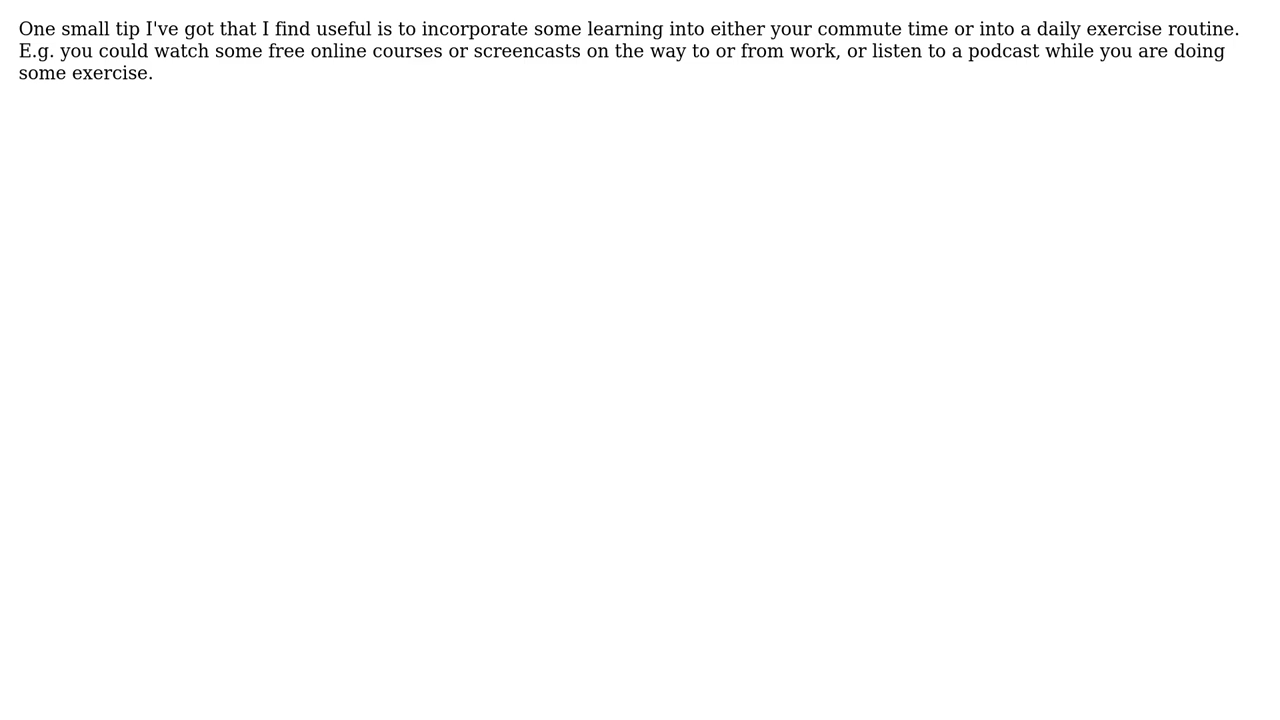 One small tip I've got that I find useful is to incorporate some learning into either your commute time or into a daily exercise routine.
E.g. you could watch some free online courses or screencasts on the way to or from work, or listen to a podcast while you are doing
some exercise.